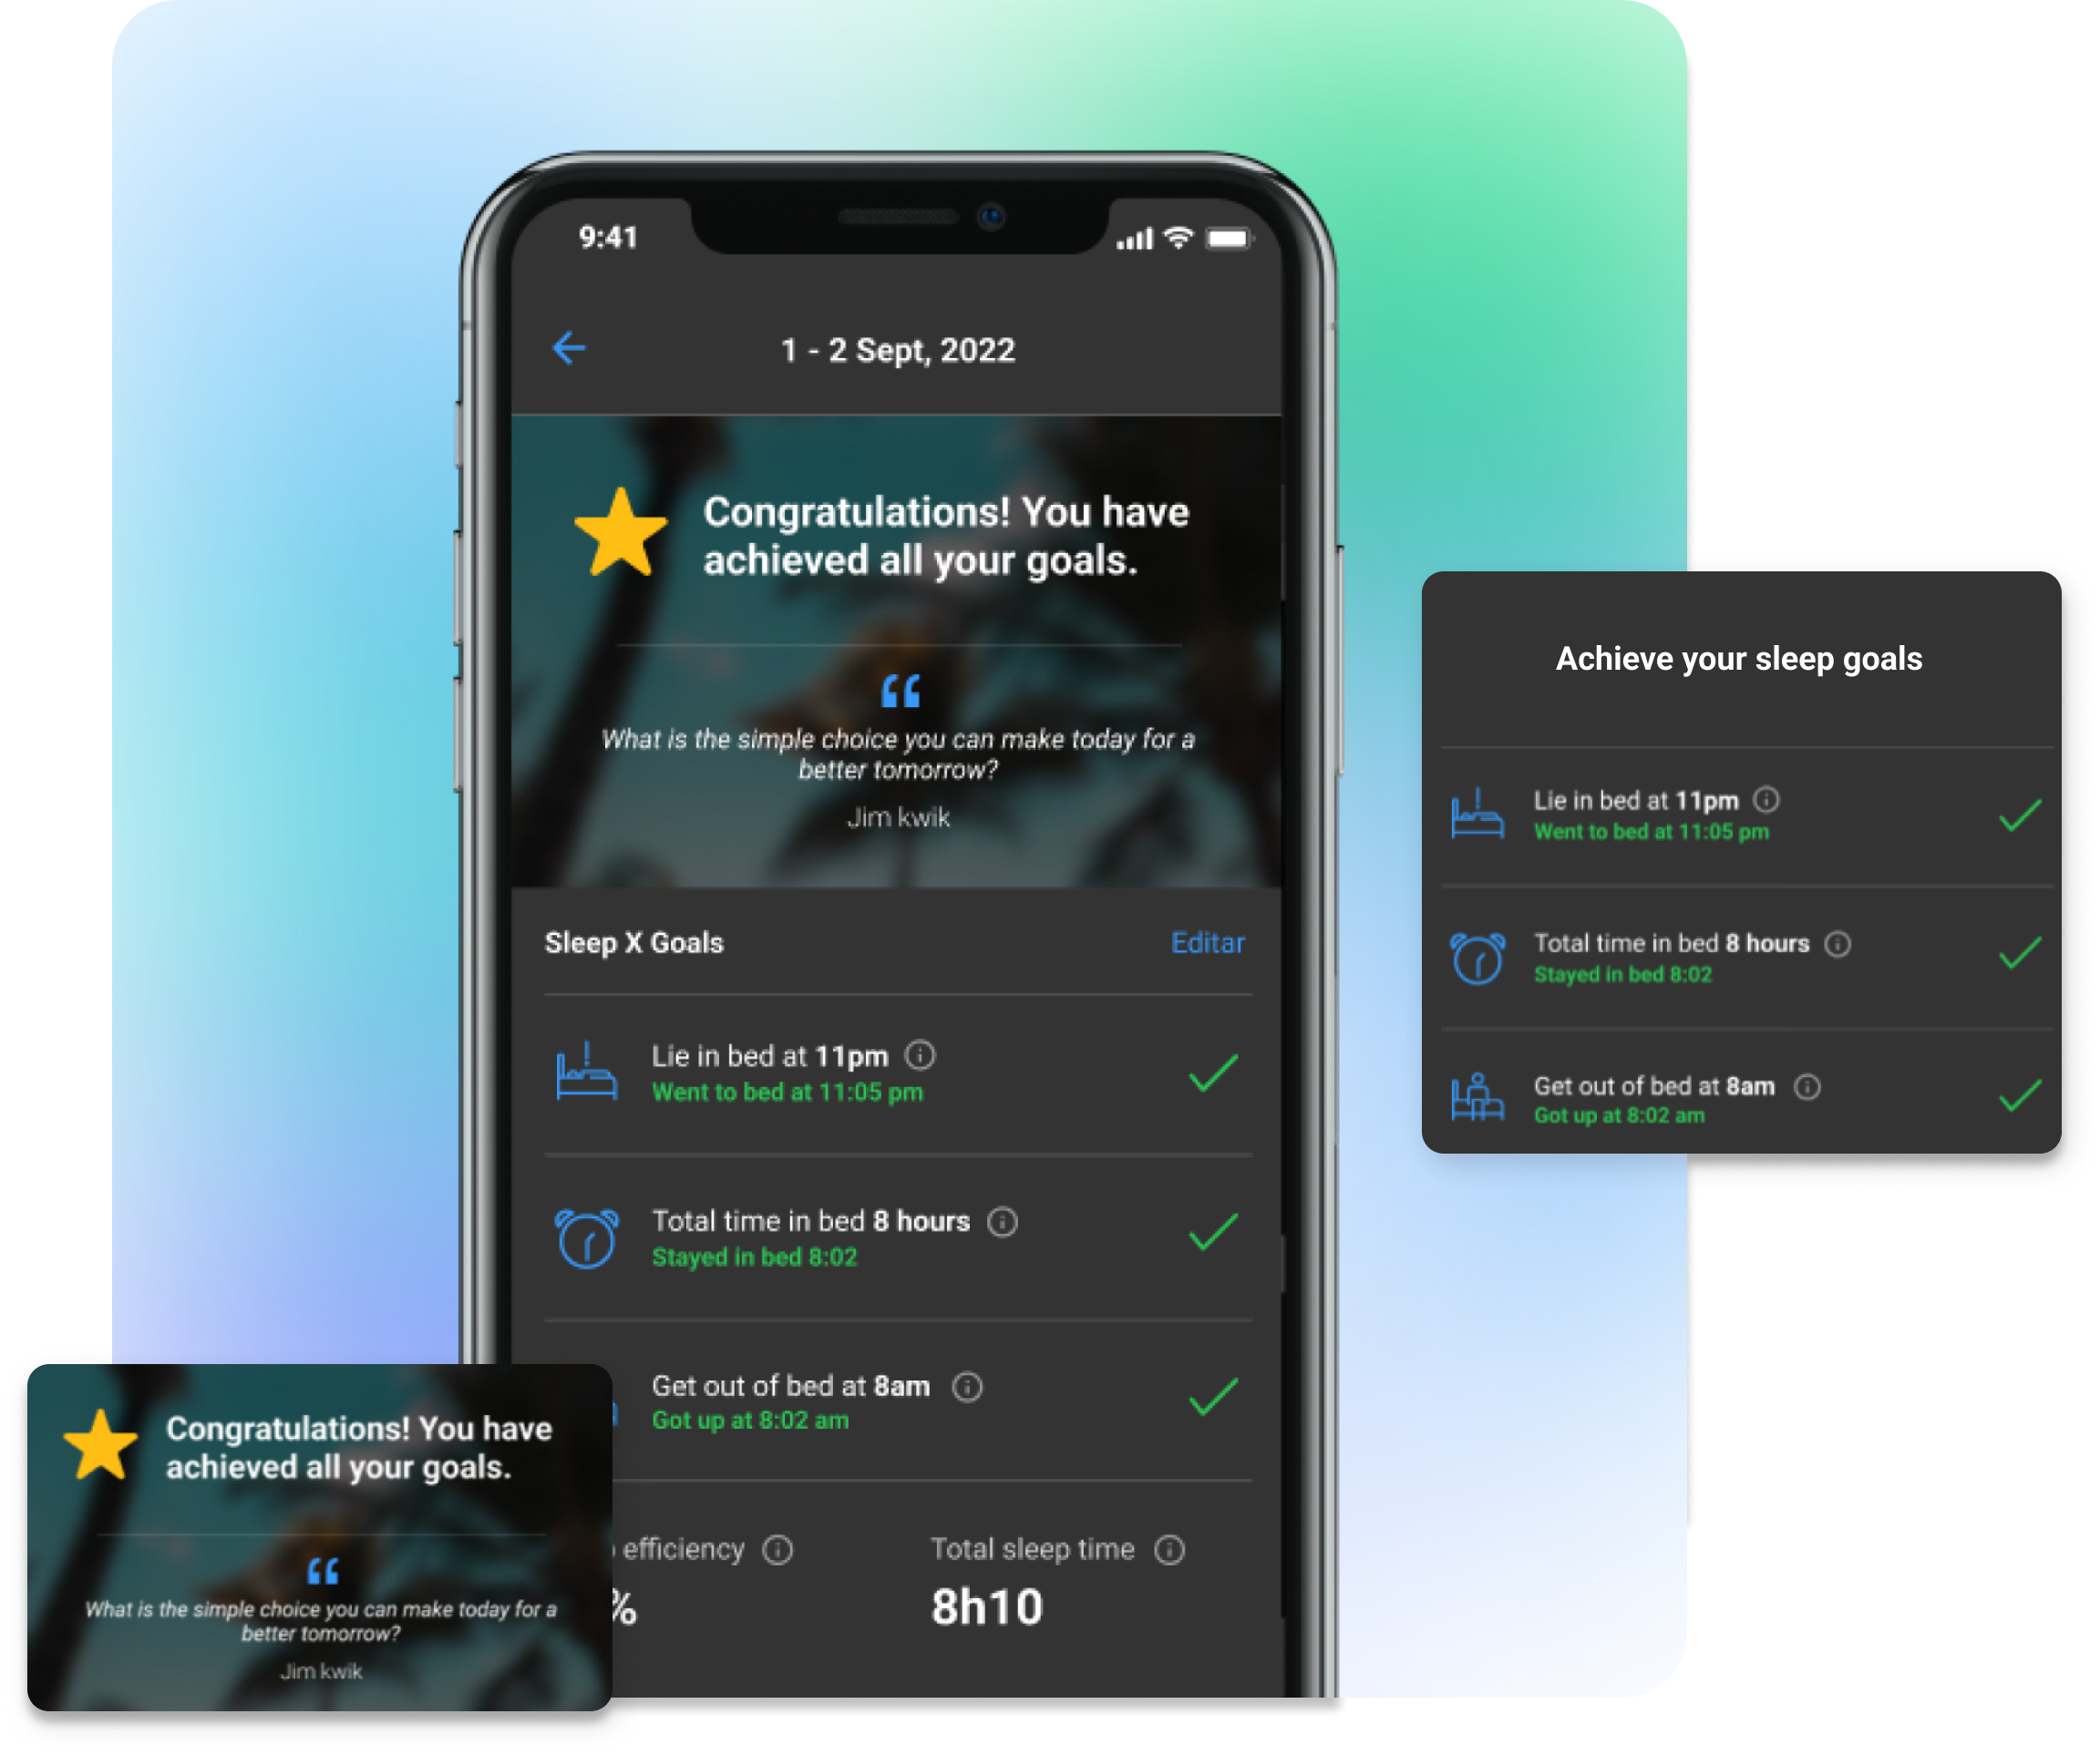 9:41
1 - 2 Sept, 2022
Congratulations! You have
achieved all your goals.
“
What is the simple choice you can make today for a
better tomorrow?
Jim kwik
Sleep X Goals
Editar
Lie in bed at 11pm
Went to bed at 11:05 pm
Total time in bed 8 hours
Stayed in bed 8:02
Get out of bed at 8am
Got up at 8:02 am
efficiency
%
Total sleep time
8h10
Achieve your sleep goals
Lie in bed at 11pm
Went to bed at 11:05 pm
Total time in bed 8 hours
Stayed in bed 8:02
Get out of bed at 8am
Got up at 8:02 am
Congratulations! You have
achieved all your goals.
“
What is the simple choice you can make today for a
better tomorrow?
Jim kwik